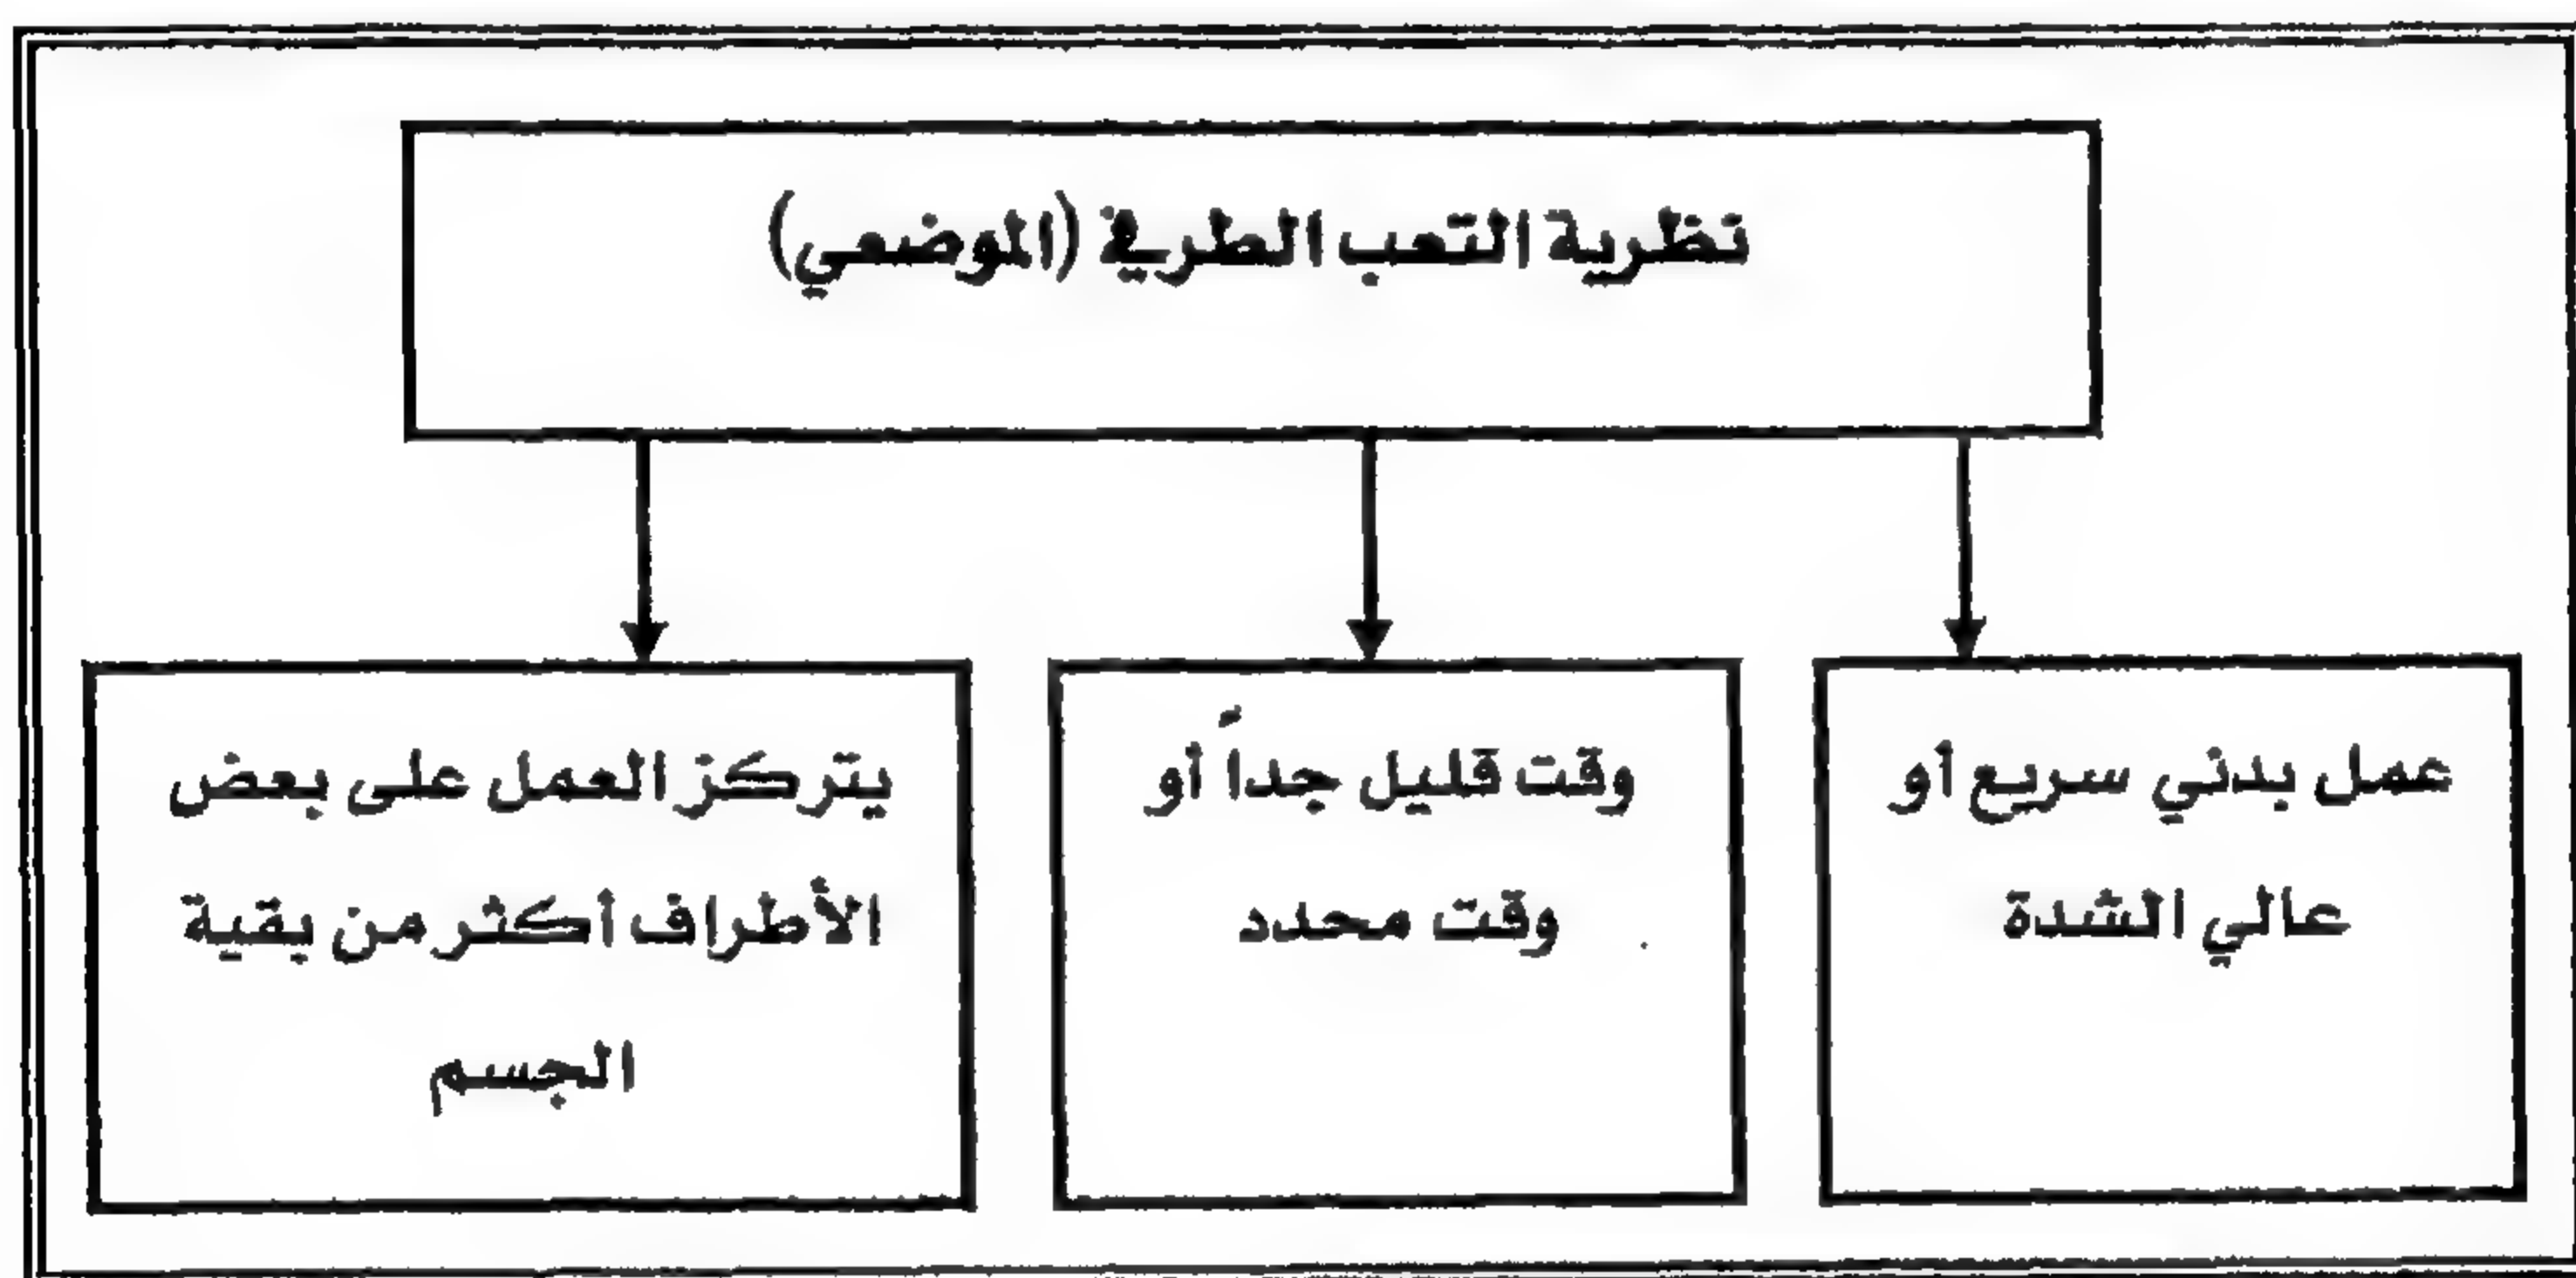 نظرية التعب الطرفي (الموضعي)
عمل بدني سريع أو
عالي الشدة
وقت قليل جداً أو
وقت محدد
يتركز العمل على بعض
الأطراف أكثر من بقية
الجسم